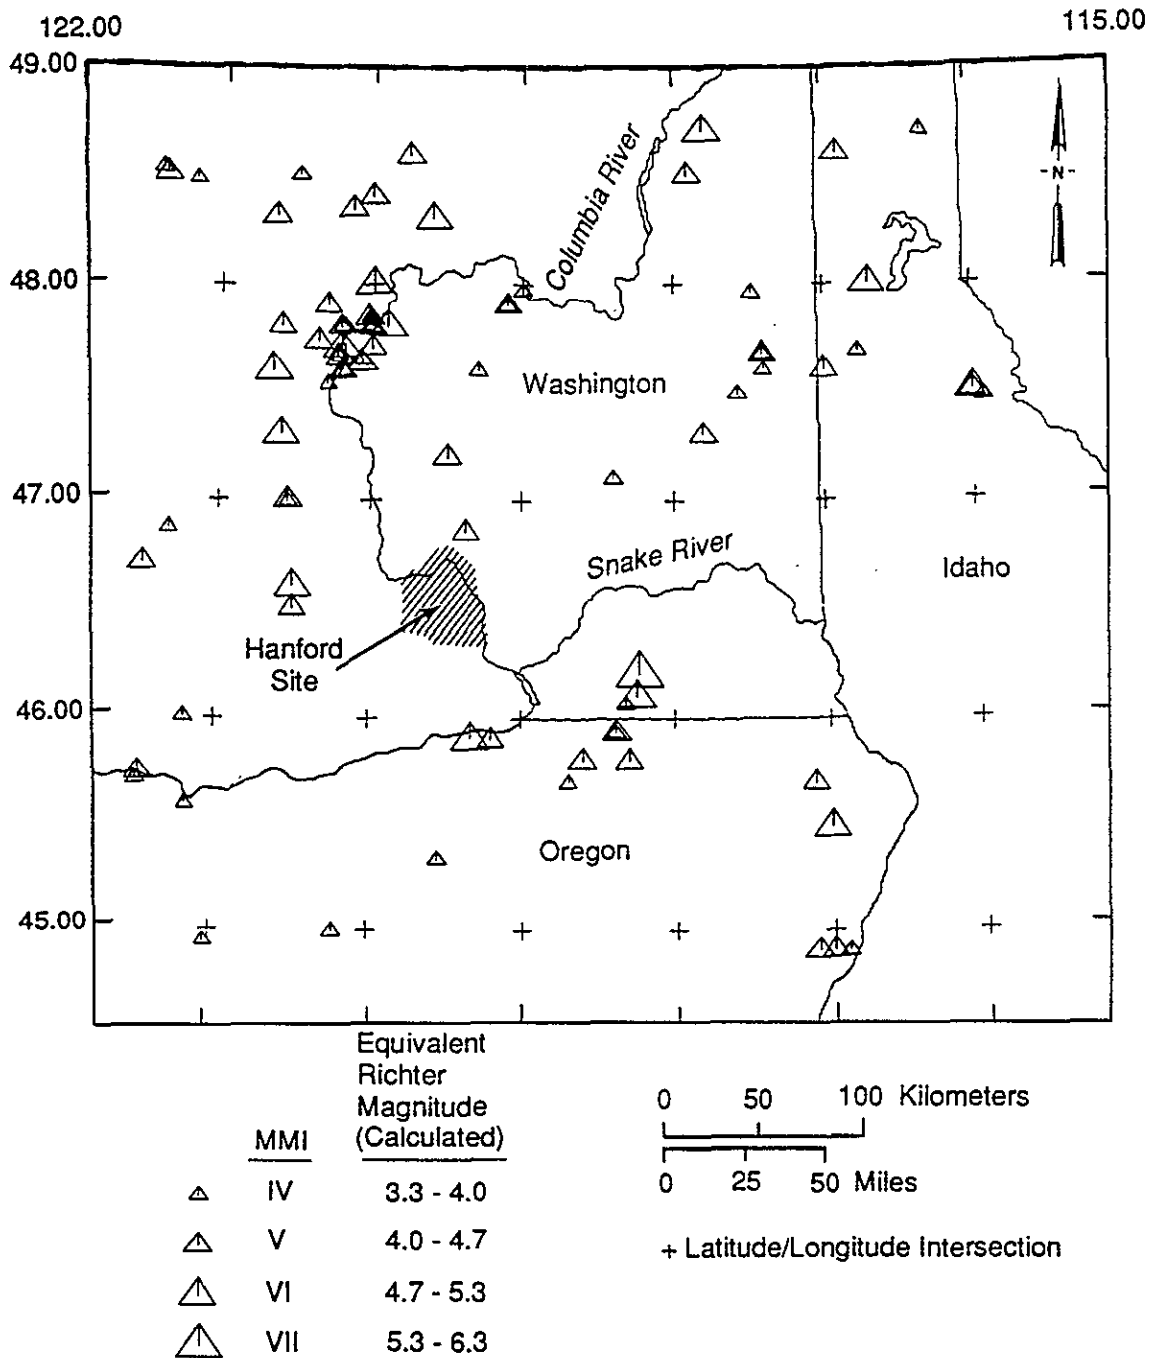 122.00
115.00
49.00
48.00
47.00
46.00
45.00
Columbia River
N
Washington
Snake River
Idaho
Hanford
Site
Oregon
Equivalent
Richter
Magnitude
MMI (Calculated)
IV 3.3 - 4.0
V 4.0 - 4.7
VI 4.7 - 5.3
VII 5.3 - 6.3
0 50 100 Kilometers
0 25 50 Miles
+ Latitude/Longitude Intersection